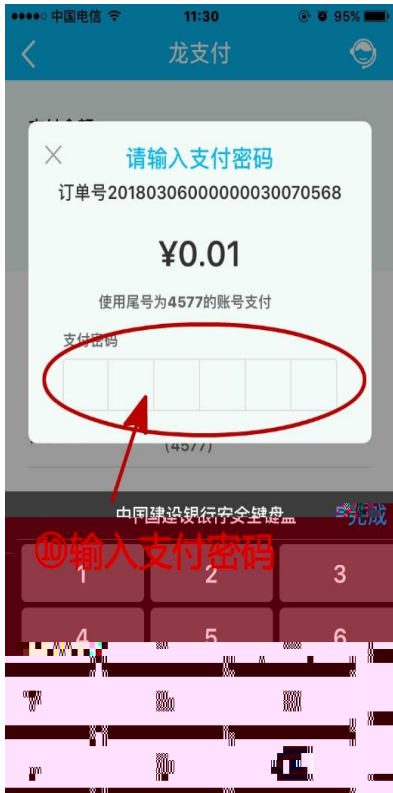 中国电信 11:30 95%
龙支付
请输入支付密码
订单号20180306000000030070568
¥0.01
使用尾号为4577的账号支付
支付密码
(4577)
中国建设银行安全键盘 完成
⑩输入支付密码
1 2 3
4 5 6